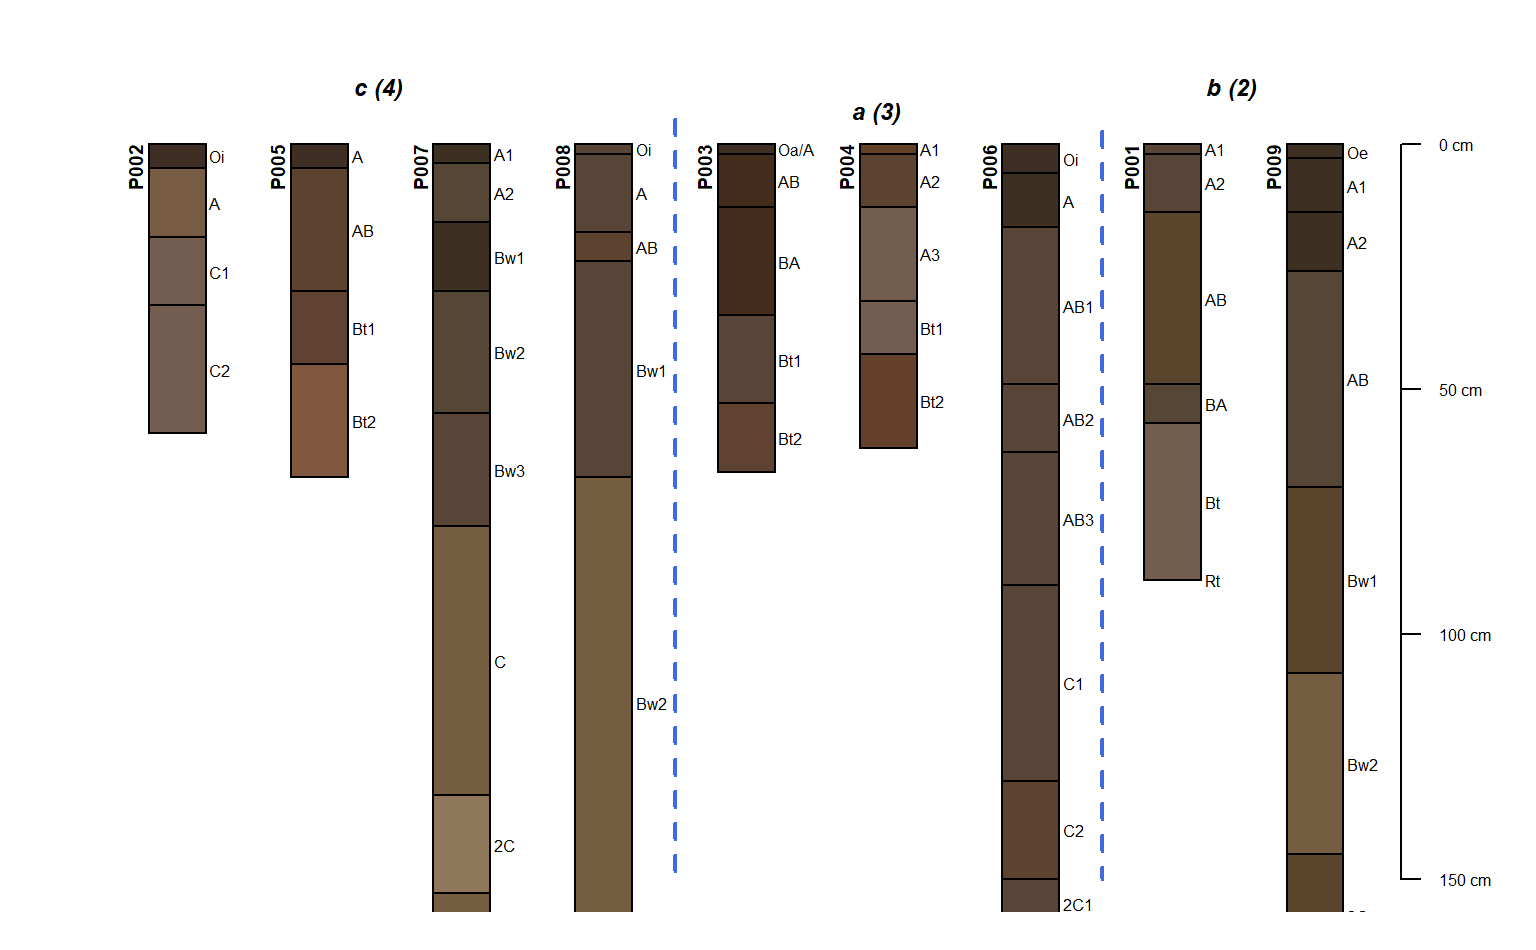 c (4)
a (3)
b (2)
P002
Oi
A
C1
C2
P005
A
AB
Bt1
Bt2
P007
A1
A2
Bw1
Bw2
Bw3
C
2C
P008
Oi
A
AB
Bw1
Bw2
P003
Oa/A
AB
BA
Bt1
Bt2
P004
A1
A2
A3
Bt1
Bt2
P006
Oi
A
AB1
AB2
AB3
C1
C2
2C1
P001
A1
A2
AB
BA
Bt
Rt
P009
Oe
A1
A2
AB
Bw1
Bw2
0 cm
50 cm
100 cm
150 cm